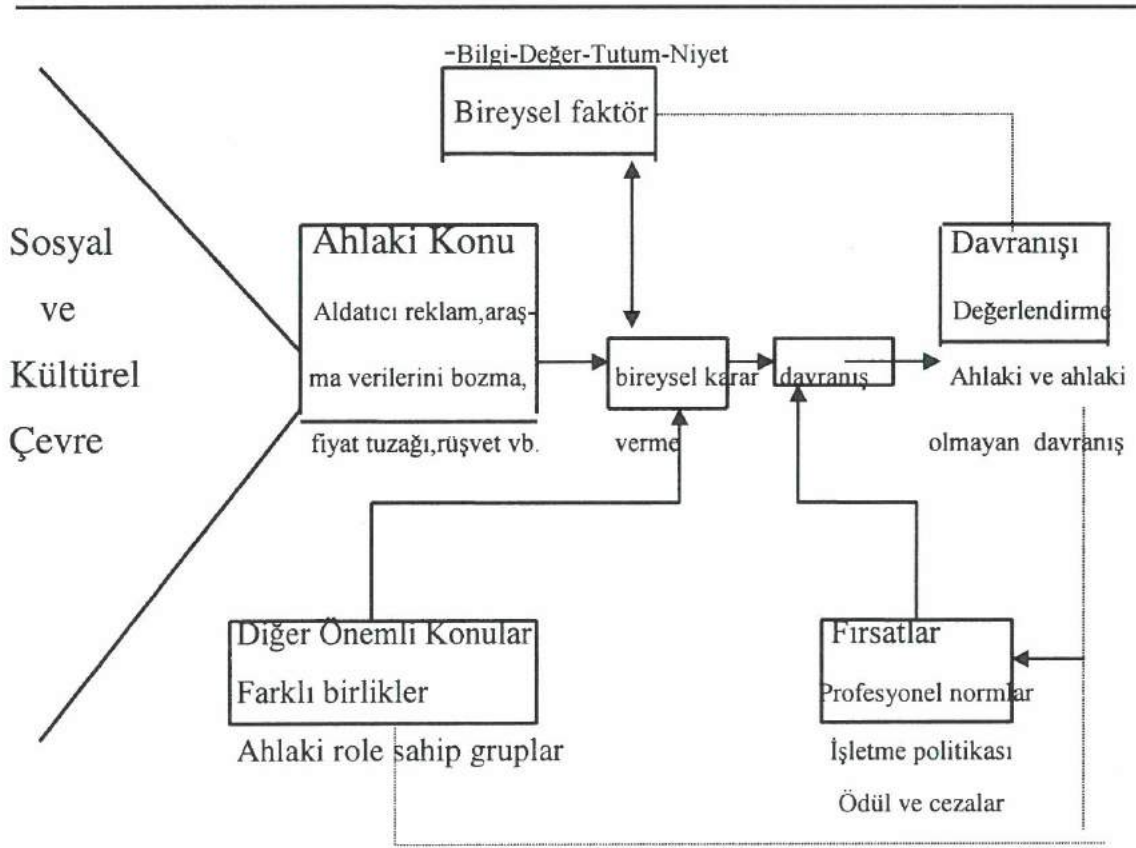 -Bilgi-Değer-Tutum-Niyet
Bireysel faktör
Sosyal
ve
Kültürel
Çevre
Ahlaki Konu
Aldatıcı reklam,araş-
ma verilerini bozma,
fiyat tuzağı,rüşvet vb.
bireysel karar
verme
davranış
Davranışı
Değerlendirme
Ahlaki ve ahlaki
olmayan davranış
Diğer Önemli Konular
Farklı birlikler
Ahlaki role sahip gruplar
Fırsatlar
Profesyonel normlar
İşletme politikası
Ödül ve cezalar